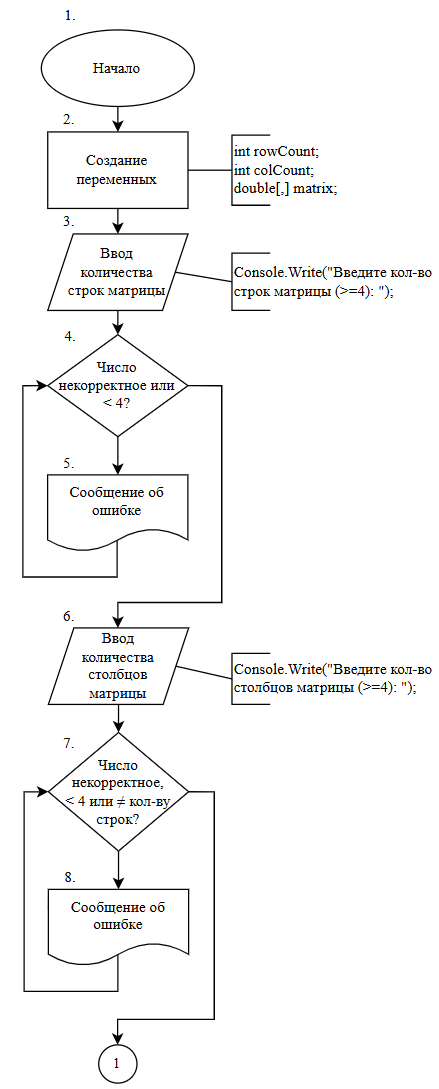 1.
Начало
2.
Создание
переменных
int rowCount;
int colCount;
double[,] matrix;
3.
Ввод
количества
строк матрицы
Console.Write("Введите кол-во
строк матрицы (>=4): ");
4.
Число
некорректное или
< 4?
5.
Сообщение об
ошибке
6.
Ввод
количества
столбцов
матрицы
Console.Write("Введите кол-во
столбцов матрицы (>=4): ");
7.
Число
некорректное,
< 4 или ≠ кол-ву
строк?
8.
Сообщение об
ошибке
1